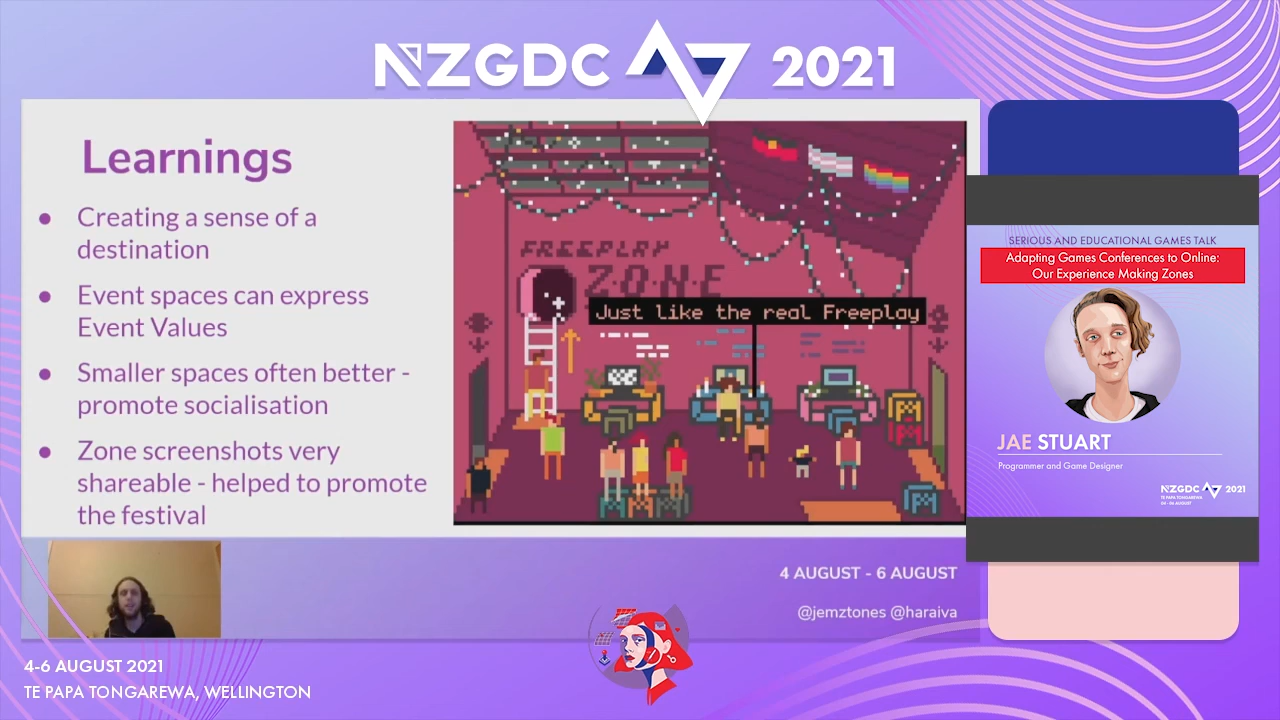 NZGDC 2021
Learnings
Creating a sense of a
destination
Event spaces can express
Event Values
Smaller spaces often better -
promote socialisation
Zone screenshots very
shareable - helped to promote
the festival
FREEPLAY
ZONE
Just like the real Freeplay
4 AUGUST - 6 AUGUST
@jemztones @haraiva
SERIOUS AND EDUCATIONAL GAMES TALK
Adapting Games Conferences to Online:
Our Experience Making Zones
JAE STUART
Programmer and Game Designer
NZGDC 2021
TE PAPA TONGAREWA
04 - 06 AUGUST
4-6 AUGUST 2021
TE PAPA TONGAREWA, WELLINGTON